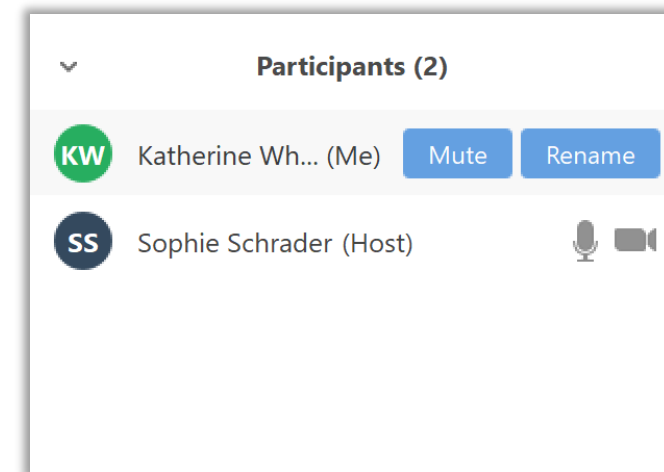 Participants (2)
KW Katherine Wh... (Me) Mute Rename
SS Sophie Schrader (Host)